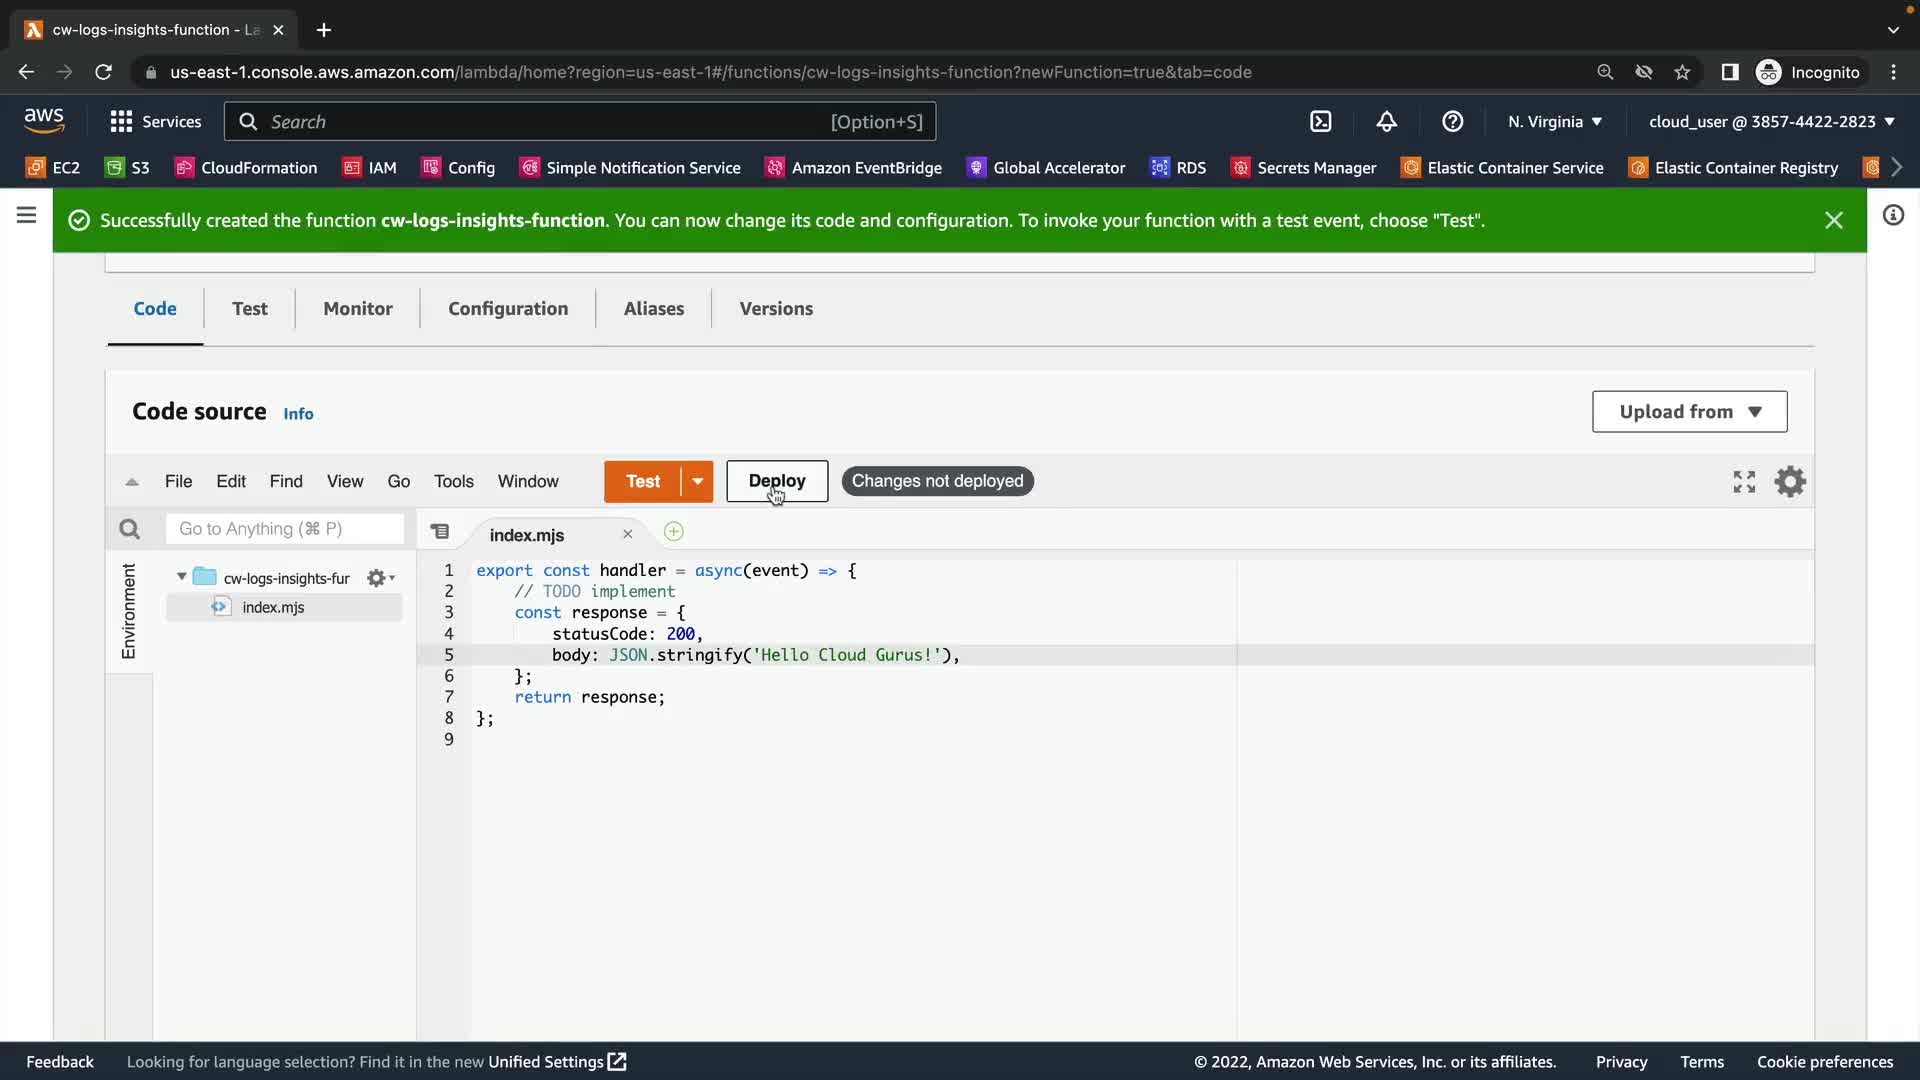 cw-logs-insights-function - La
us-east-1.console.aws.amazon.com/lambda/home?region=us-east-1#/functions/cw-logs-insights-function?newFunction=true&tab=code
Incognito
aws
Services
Search
[Option+S]
N. Virginia
cloud_user @ 3857-4422-2823
EC2
S3
CloudFormation
IAM
Config
Simple Notification Service
Amazon EventBridge
Global Accelerator
RDS
Secrets Manager
Elastic Container Service
Elastic Container Registry
Successfully created the function cw-logs-insights-function. You can now change its code and configuration. To invoke your function with a test event, choose "Test".
Code
Test
Monitor
Configuration
Aliases
Versions
Code source
Info
Upload from
File
Edit
Find
View
Go
Tools
Window
Test
Deploy
Changes not deployed
Go to Anything (⌘ P)
index.mjs
Environment
cw-logs-insights-fur
index.mjs
1 export const handler = async(event) => {
2 // TODO implement
3 const response = {
4 statusCode: 200,
5 body: JSON.stringify('Hello Cloud Gurus!'),
6 };
7 return response;
8 };
9
Feedback
Looking for language selection? Find it in the new Unified Settings
© 2022, Amazon Web Services, Inc. or its affiliates.
Privacy
Terms
Cookie preferences